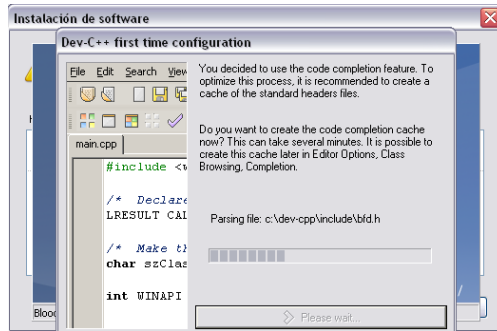 Instalación de software
Dev-C++ first time configuration
File Edit Search View
You decided to use the code completion feature. To
optimize this process, it is recommended to create a
cache of the standard headers files.
Do you want to create the code completion cache
now? This can take several minutes. It is possible to
create this cache later in Editor Options, Class
Browsing, Completion.
main.cpp
#include <w
/* Declare
LRESULT CAL
/* Make th
char szClas
int WINAPI
Parsing file: c:\dev-cpp\include\bfd.h
Please wait...
Blood